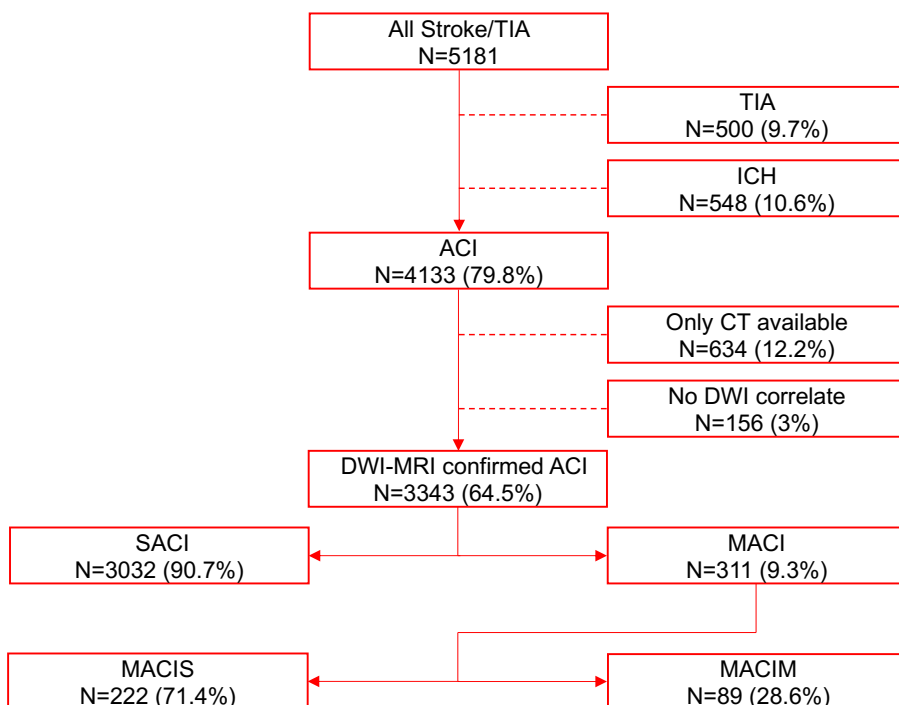 All Stroke/TIA
N=5181
TIA
N=500 (9.7%)
ICH
N=548 (10.6%)
ACI
N=4133 (79.8%)
Only CT available
N=634 (12.2%)
No DWI correlate
N=156 (3%)
DWI-MRI confirmed ACI
N=3343 (64.5%)
SACI
N=3032 (90.7%)
MACI
N=311 (9.3%)
MACIS
N=222 (71.4%)
MACIM
N=89 (28.6%)